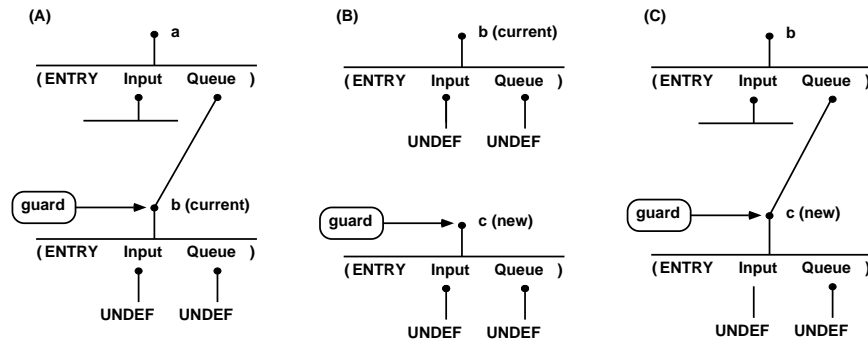 (A)
a
( ENTRY Input Queue )
guard
b (current)
( ENTRY Input Queue )
UNDEF UNDEF
(B)
b (current)
( ENTRY Input Queue )
UNDEF UNDEF
guard
c (new)
( ENTRY Input Queue )
UNDEF UNDEF
(C)
b
( ENTRY Input Queue )
guard
c (new)
( ENTRY Input Queue )
UNDEF UNDEF